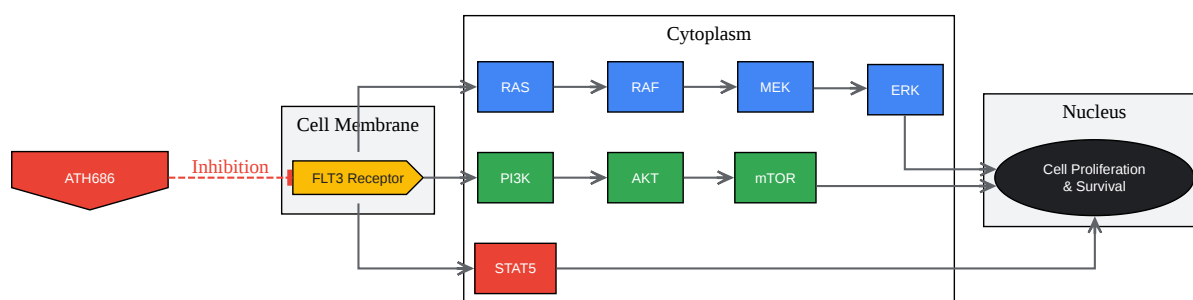 Cytoplasm
RAS
RAF
MEK
ERK
Cell Membrane
Nucleus
Inhibition
ATH686
FLT3 Receptor
PI3K
AKT
mTOR
Cell Proliferation
& Survival
STAT5